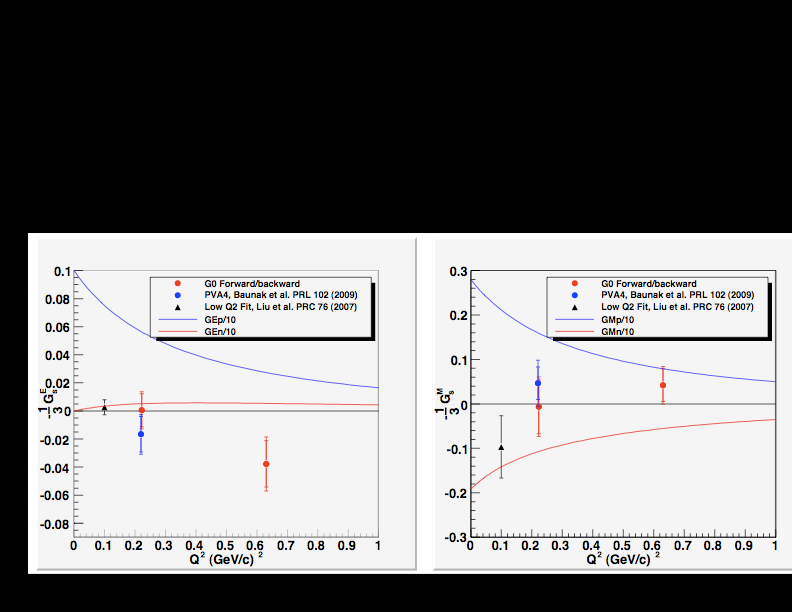 0.1
0.08
0.06
0.04
0.02
0
-0.02
-0.04
-0.06
-0.08
-1/3 G_s^E
G0 Forward/backward
PVA4, Baunak et al. PRL 102 (2009)
Low Q2 Fit, Liu et al. PRC 76 (2007)
GEp/10
GEn/10
0 0.1 0.2 0.3 0.4 0.5 0.6 0.7 0.8 0.9 1
Q² (GeV/c) ²
0.3
0.2
0.1
0
-0.1
-0.2
-0.3
-1/3 G_s^M
G0 Forward/backward
PVA4, Baunak et al. PRL 102 (2009)
Low Q2 Fit, Liu et al. PRC 76 (2007)
GMp/10
GMn/10
0 0.1 0.2 0.3 0.4 0.5 0.6 0.7 0.8 0.9 1
Q² (GeV/c) ²